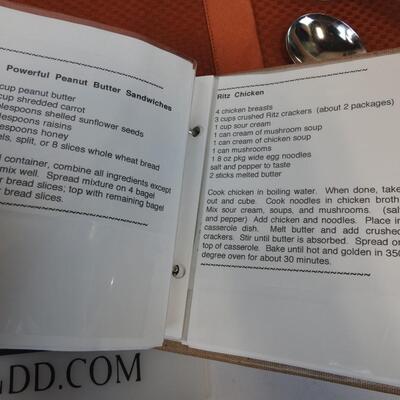 Powerful Peanut Butter Sandwiches
~~~~~~~~~~~~~~~~~~~~~~~~~~~~
cup peanut butter
cup shredded carrot
blespoons shelled sunflower seeds
blespoons raisins
espoons honey
els, split, or 8 slices whole wheat bread
l container, combine all ingredients except
mix well. Spread mixture on 4 bagel
r bread slices; top with remaining bagel
or bread slices.
~~~~~~~~~~~~~~~~~~~~~~~~~~~~
Ritz Chicken
~~~~~~~~~~~~~~~~~~~~~~~~~~~~
4 chicken breasts
3 cups crushed Ritz crackers (about 2 packages)
1 cup sour cream
1 can cream of mushroom soup
1 can cream of chicken soup
1 can mushrooms
1 8 oz pkg wide egg noodles
salt and pepper to taste
2 sticks melted butter
Cook chicken in boiling water. When done, take
out and cube. Cook noodles in chicken broth.
Mix sour cream, soups, and mushrooms. (salt
and pepper) Add chicken and noodles. Place in
casserole dish. Melt butter and add crushed
crackers. Stir until butter is absorbed. Spread on
top of casserole. Bake until hot and golden in 350
degree oven for about 30 minutes.
~~~~~~~~~~~~~~~~~~~~~~~~~~~~
DD.COM